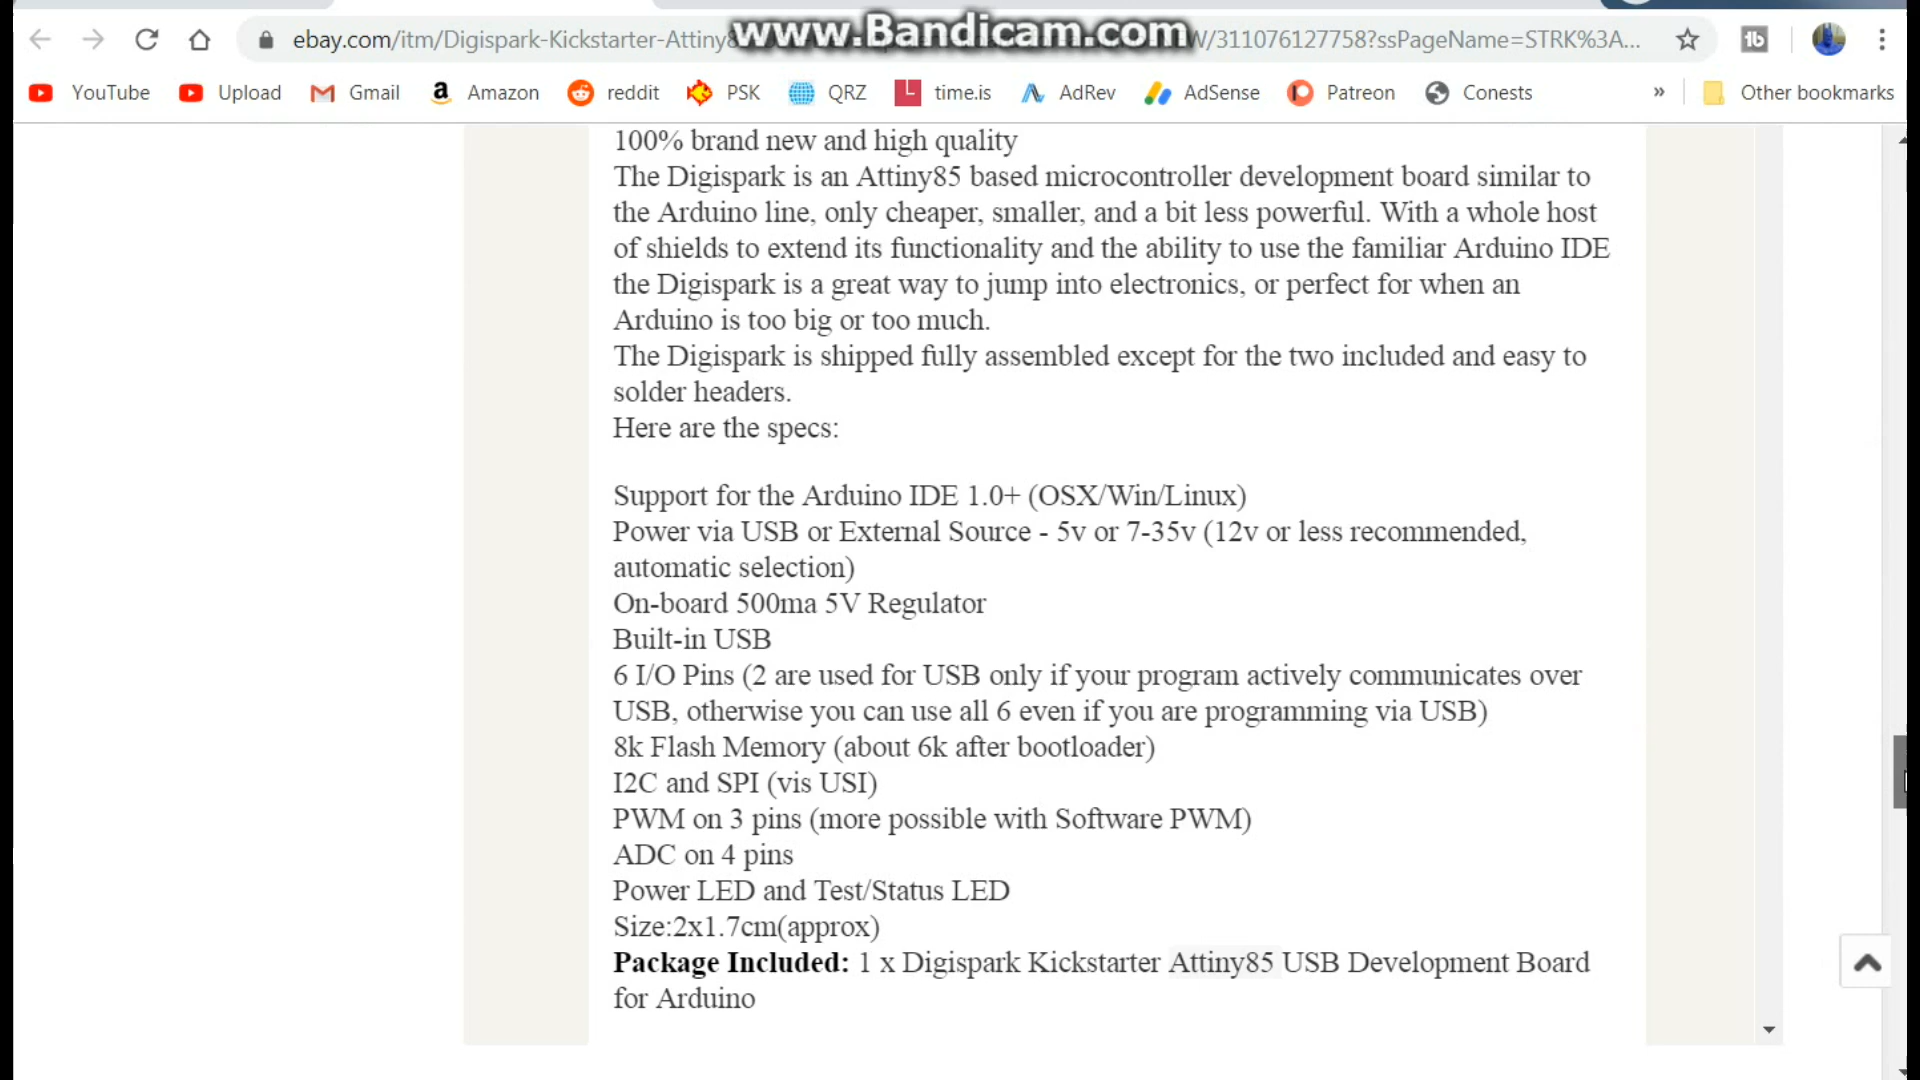 www.Bandicam.com
ebay.com/itm/Digispark-Kickstarter-Attiny8 W/311076127758?ssPageName=STRK%3A...
YouTube Upload Gmail Amazon reddit PSK QRZ time.is AdRev AdSense Patreon Conests » Other bookmarks
100% brand new and high quality
The Digispark is an Attiny85 based microcontroller development board similar to
the Arduino line, only cheaper, smaller, and a bit less powerful. With a whole host
of shields to extend its functionality and the ability to use the familiar Arduino IDE
the Digispark is a great way to jump into electronics, or perfect for when an
Arduino is too big or too much.
The Digispark is shipped fully assembled except for the two included and easy to
solder headers.
Here are the specs:
Support for the Arduino IDE 1.0+ (OSX/Win/Linux)
Power via USB or External Source - 5v or 7-35v (12v or less recommended,
automatic selection)
On-board 500ma 5V Regulator
Built-in USB
6 I/O Pins (2 are used for USB only if your program actively communicates over
USB, otherwise you can use all 6 even if you are programming via USB)
8k Flash Memory (about 6k after bootloader)
I2C and SPI (vis USI)
PWM on 3 pins (more possible with Software PWM)
ADC on 4 pins
Power LED and Test/Status LED
Size:2x1.7cm(approx)
Package Included: 1 x Digispark Kickstarter Attiny85 USB Development Board
for Arduino